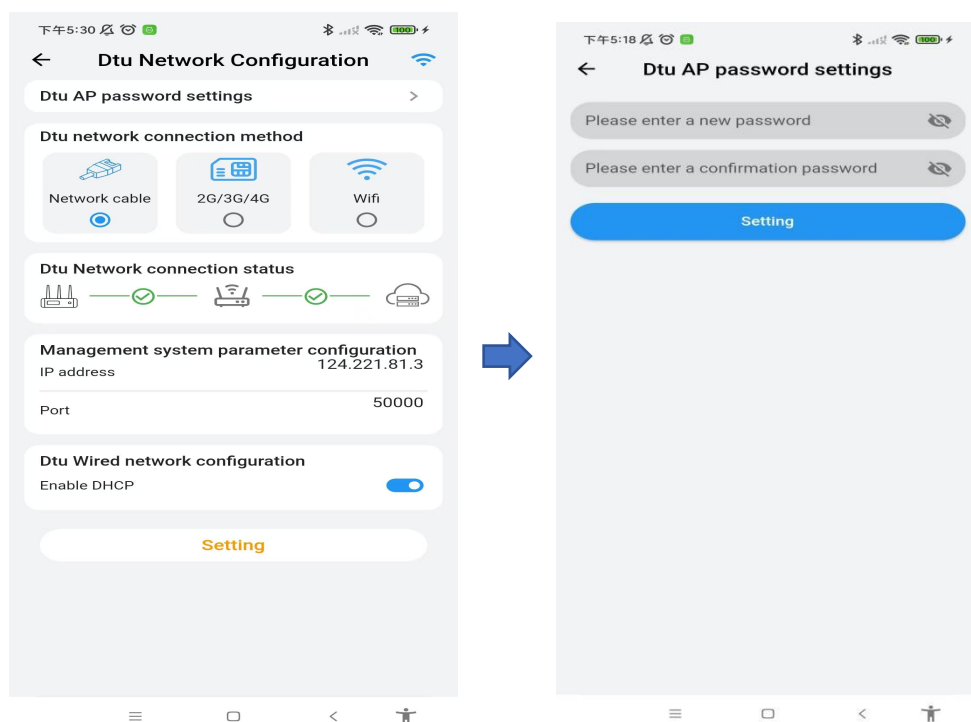 下午5:30
100
Dtu Network Configuration
Dtu AP password settings
Dtu network connection method
Network cable
2G/3G/4G
Wifi
Dtu Network connection status
Management system parameter configuration
124.221.81.3
IP address
50000
Port
Dtu Wired network configuration
Enable DHCP
Setting
下午5:18
100
Dtu AP password settings
Please enter a new password
Please enter a confirmation password
Setting